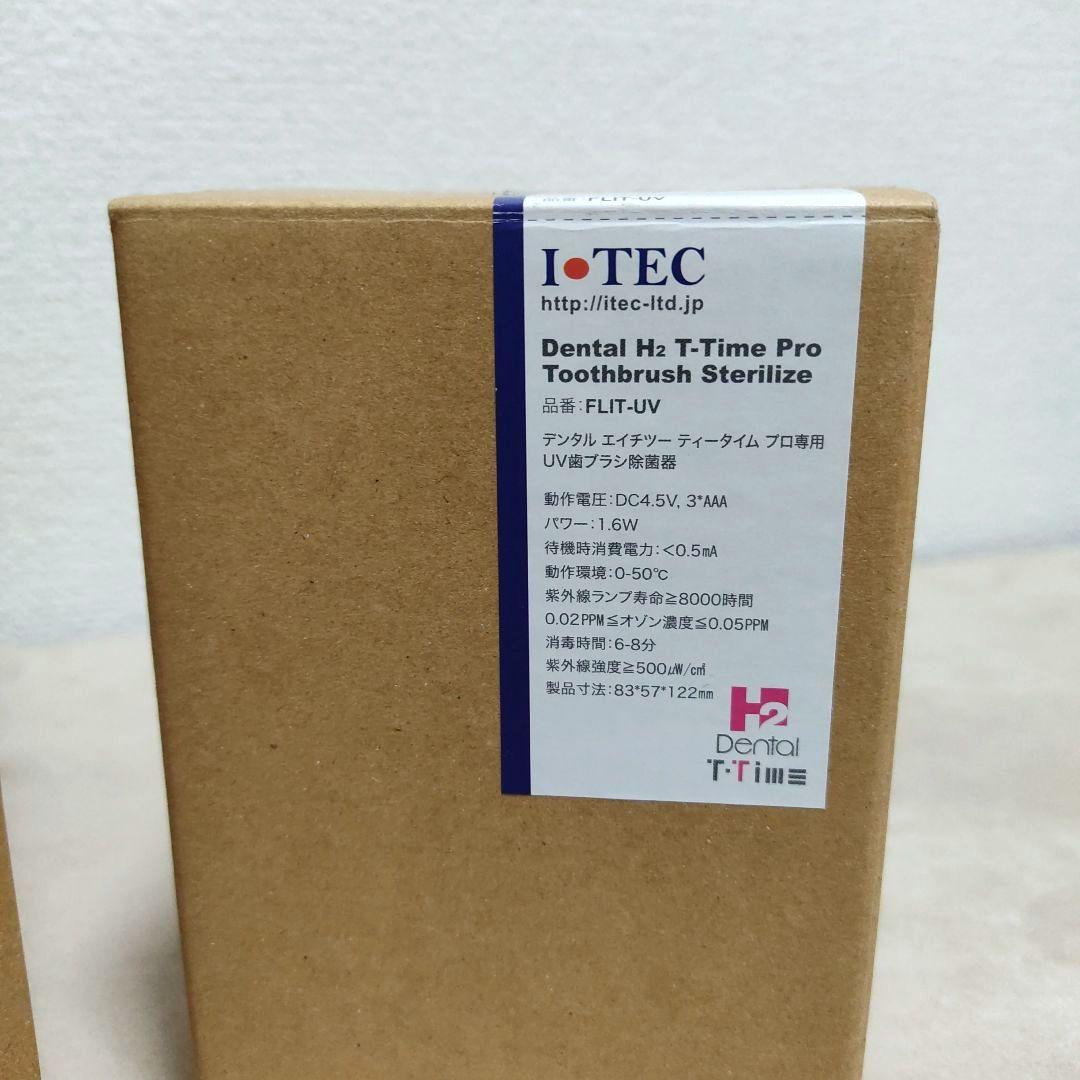 品番:FLIT-UV
I•TEC
http://itec-ltd.jp
Dental H₂ T-Time Pro
Toothbrush Sterilize
品番:FLIT-UV
デンタル エイチツー ティータイム プロ専用
UV歯ブラシ除菌器
動作電圧:DC4.5V, 3*AAA
パワー:1.6W
待機時消費電力:<0.5mA
動作環境:0-50℃
紫外線ランプ寿命≧8000時間
0.02PPM≦オゾン濃度≦0.05PPM
消毒時間:6-8分
紫外線強度≧500μW/c㎡
製品寸法:83*57*122mm
H2
Dental
T·Time